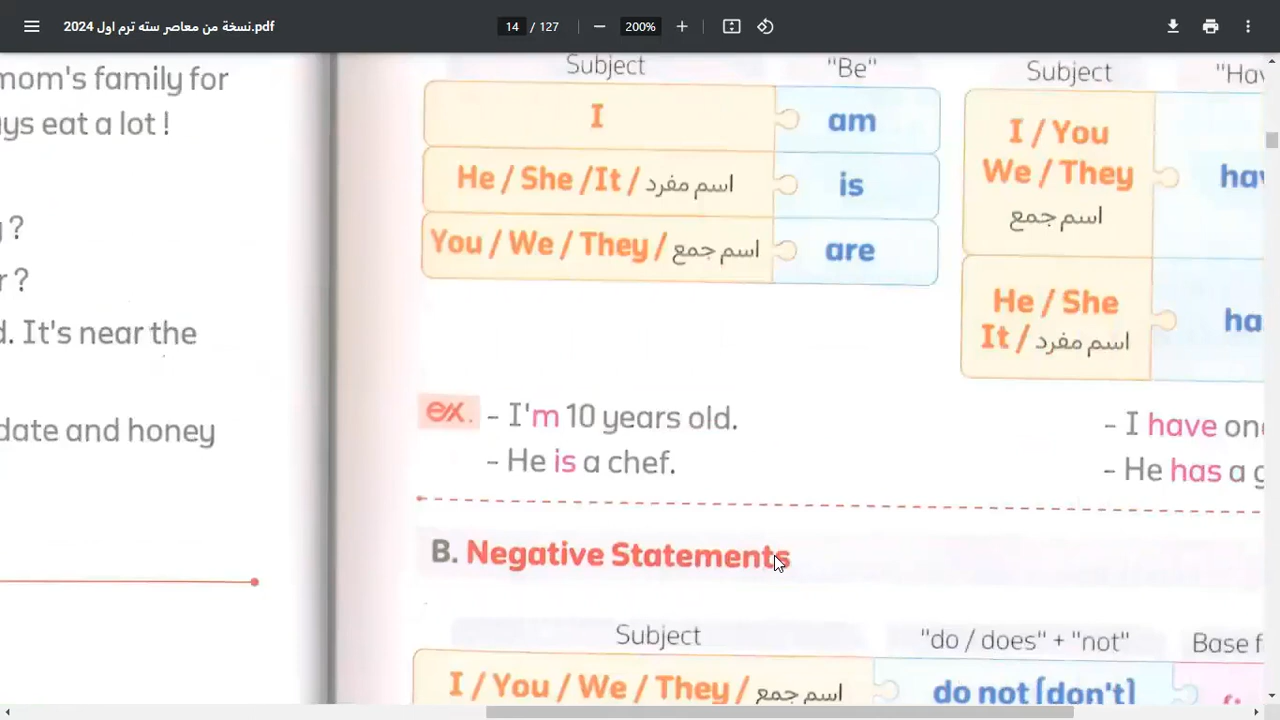 نسخة من معاصر سته ترم اول 2024.pdf
14 / 127
200%
mom's family for
eat a lot !
?
?
It's near the
date and honey
Subject "Be"
I am
He / She /It / اسم مفرد is
You / We / They / اسم جمع are
Subject
I / You
We / They
اسم جمع
He / She
It / اسم مفرد
ex. - I'm 10 years old.
- He is a chef.
- I have
- He has a
B. Negative Statements
Subject "do / does" + "not" Base
I / You / We / They / اسم جمع do not (don't)